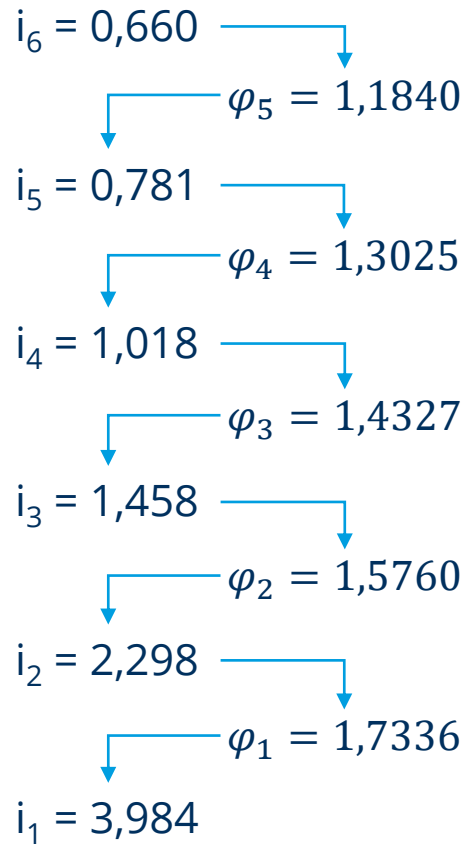 i₆ = 0,660
φ₅ = 1,1840
i₅ = 0,781
φ₄ = 1,3025
i₄ = 1,018
φ₃ = 1,4327
i₃ = 1,458
φ₂ = 1,5760
i₂ = 2,298
φ₁ = 1,7336
i₁ = 3,984